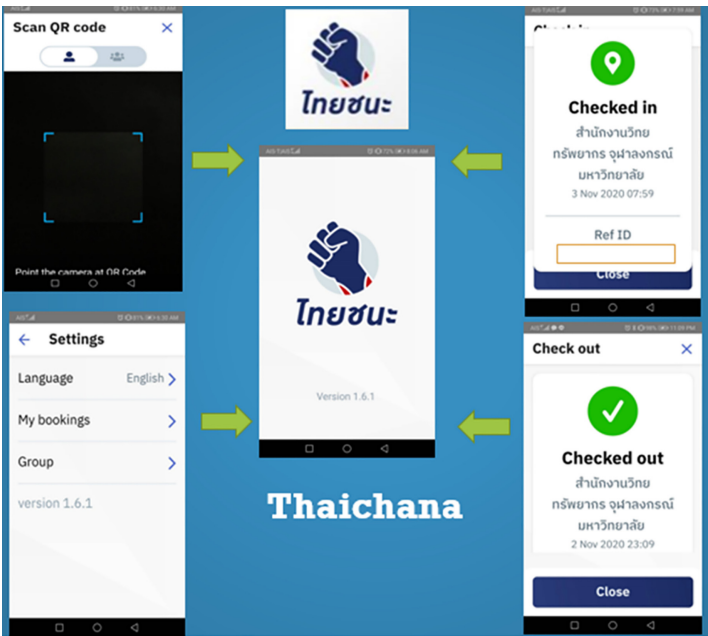 Scan QR code
Point the camera at QR Code
Settings
Language English
My bookings
Group
version 1.6.1
ไทยชนะ
ไทยชนะ
Version 1.6.1
Thaichana
Checked in
สำนักงานวิทย
ทรัพยากร จุฬาลงกรณ์
มหาวิทยาลัย
3 Nov 2020 07:59
Ref ID
Close
Check out
Checked out
สำนักงานวิทย
ทรัพยากร จุฬาลงกรณ์
มหาวิทยาลัย
2 Nov 2020 23:09
Close